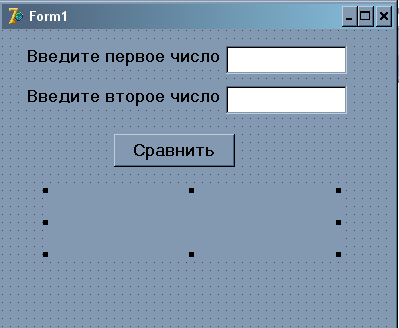 Form1
Введите первое число
Введите второе число
Сравнить